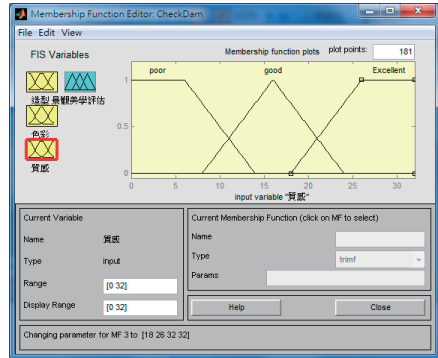 Membership Function Editor: CheckDam
File Edit View
FIS Variables
Membership function plots plot points: 181
造型 景觀美學評估
色彩
質感
poor good Excellent
1
0.5
0
0 5 10 15 20 25 30
input variable "質感"
Current Variable
Name 質感
Type input
Range [0 32]
Display Range [0 32]
Current Membership Function (click on MF to select)
Name
Type trimf
Params
Help Close
Changing parameter for MF 3 to [18 26 32 32]